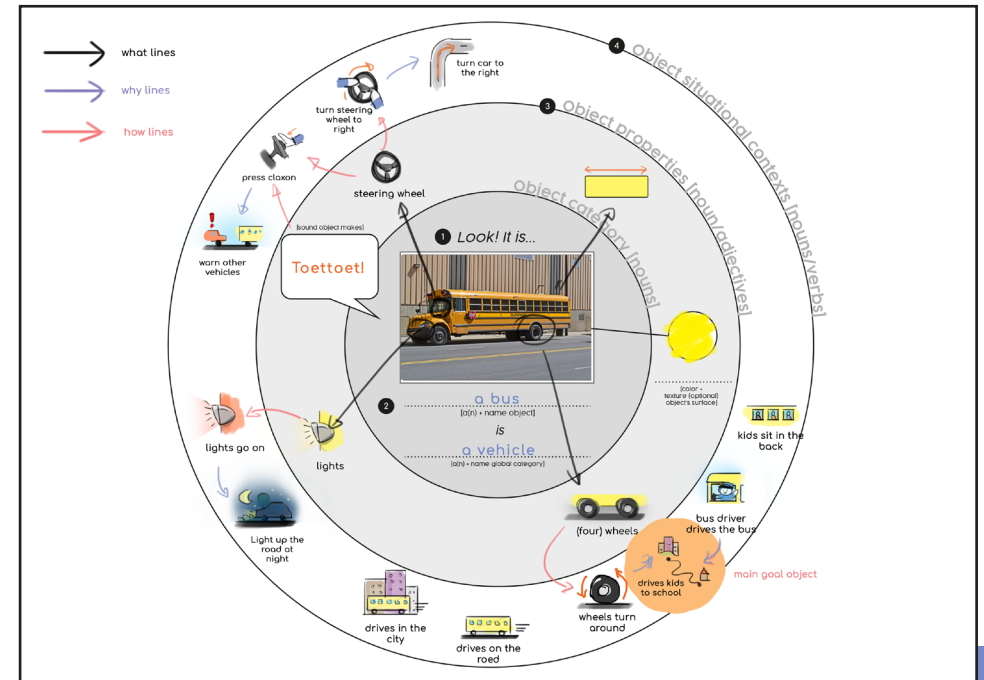 what lines
why lines
how lines
4 Object situational contexts [nouns/verbs]
3 Object properties [noun/adjectives]
Object category [nouns]
turn car to
the right
turn steering
wheel to
right
press claxon
steering wheel
warn other
vehicles
[sound object makes]
Toettoet!
1 Look! It is...
2
a bus
[a(n) + name object]
is
a vehicle
[a(n) + name global category]
[color +
texture (optional)
object's surface]
lights go on
lights
kids sit in the
back
Light up the
road at
night
(four) wheels
bus driver
drives the bus
drives kids
to school
main goal object
wheels turn
around
drives in the
city
drives on the
roed